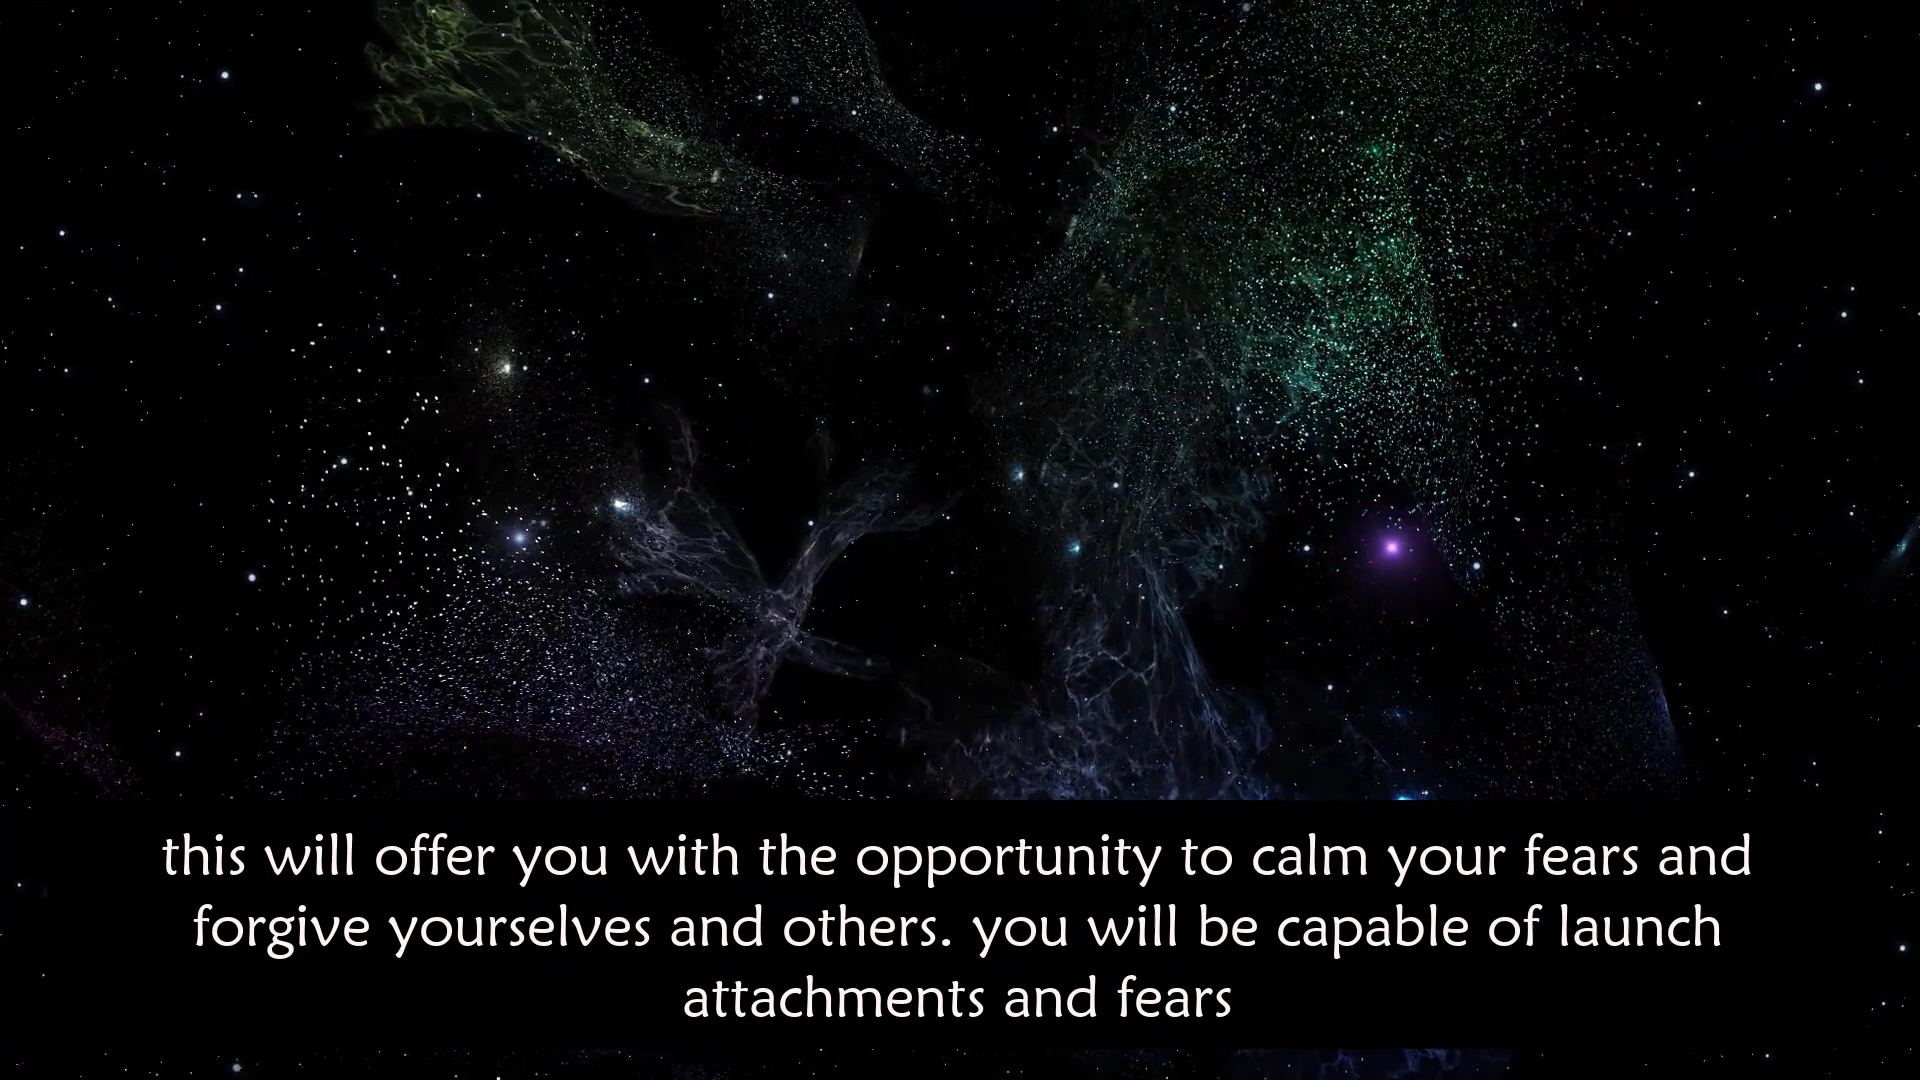 this will offer you with the opportunity to calm your fears and
forgive yourselves and others. you will be capable of launch
attachments and fears